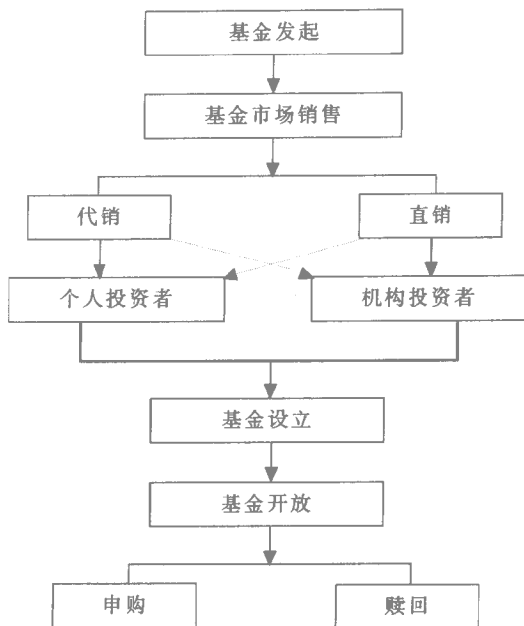 基金发起
基金市场销售
代销
直销
个人投资者
机构投资者
基金设立
基金开放
申购
赎回